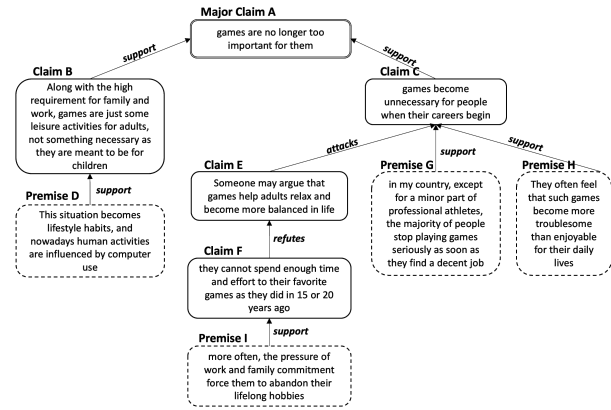 Major Claim A
games are no longer too
important for them
support
support
Claim B
Along with the high
requirement for family and
work, games are just some
leisure activities for adults,
not something necessary as
they are meant to be for
children
Claim C
games become
unnecessary for people
when their careers begin
support
attacks
support
support
Premise D
This situation becomes
lifestyle habits, and
nowadays human activities
are influenced by computer
use
Claim E
Someone may argue that
games help adults relax and
become more balanced in life
Premise G
in my country, except
for a minor part of
professional athletes,
the majority of people
stop playing games
seriously as soon as
they find a decent job
Premise H
They often feel
that such games
become more
troublesome
than enjoyable
for their daily
lives
refutes
Claim F
they cannot spend enough time
and effort to their favorite
games as they did in 15 or 20
years ago
support
Premise I
more often, the pressure of
work and family commitment
force them to abandon their
lifelong hobbies